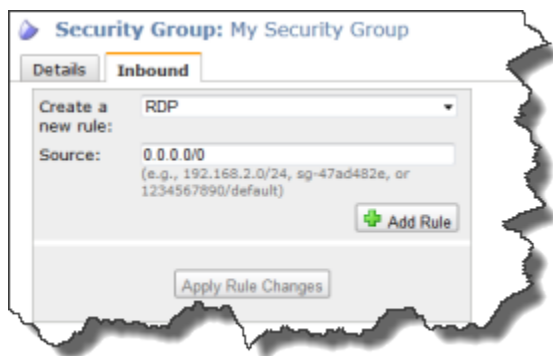 Security Group: My Security Group
Details Inbound
Create a new rule: RDP
Source: 0.0.0.0/0
(e.g., 192.168.2.0/24, sg-47ad482e, or
1234567890/default)
Add Rule
Apply Rule Changes